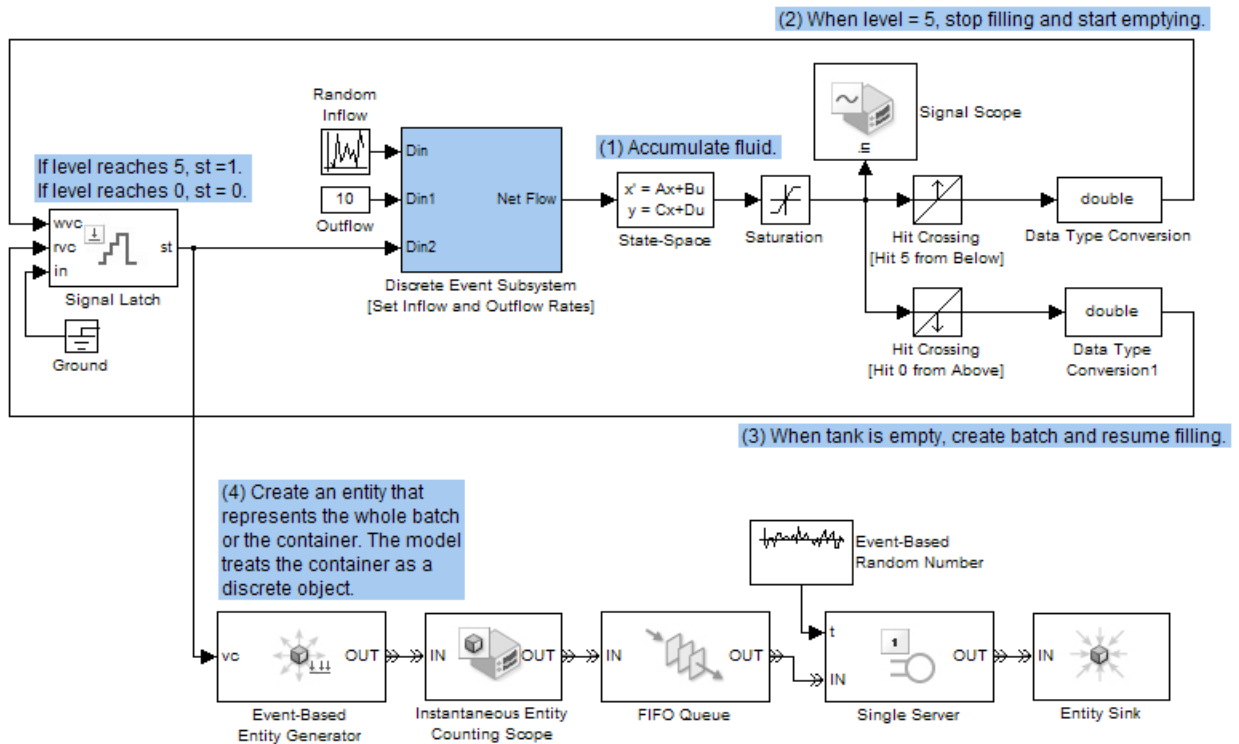 (2) When level = 5, stop filling and start emptying.
Random
Inflow
Signal Scope
in
If level reaches 5, st =1.
If level reaches 0, st = 0.
(1) Accumulate fluid.
Din
10
Din1
Net Flow
Outflow
Din2
x' = Ax+Bu
y = Cx+Du
State-Space
Saturation
double
Hit Crossing
[Hit 5 from Below]
Data Type Conversion
wvc
rvc
in
st
Signal Latch
Discrete Event Subsystem
[Set Inflow and Outflow Rates]
Ground
double
Hit Crossing
[Hit 0 from Above]
Data Type
Conversion1
(3) When tank is empty, create batch and resume filling.
(4) Create an entity that
represents the whole batch
or the container. The model
treats the container as a
discrete object.
Event-Based
Random Number
vc
OUT
IN
OUT
IN
OUT
t
1
IN
OUT
IN
Event-Based
Entity Generator
Instantaneous Entity
Counting Scope
FIFO Queue
Single Server
Entity Sink